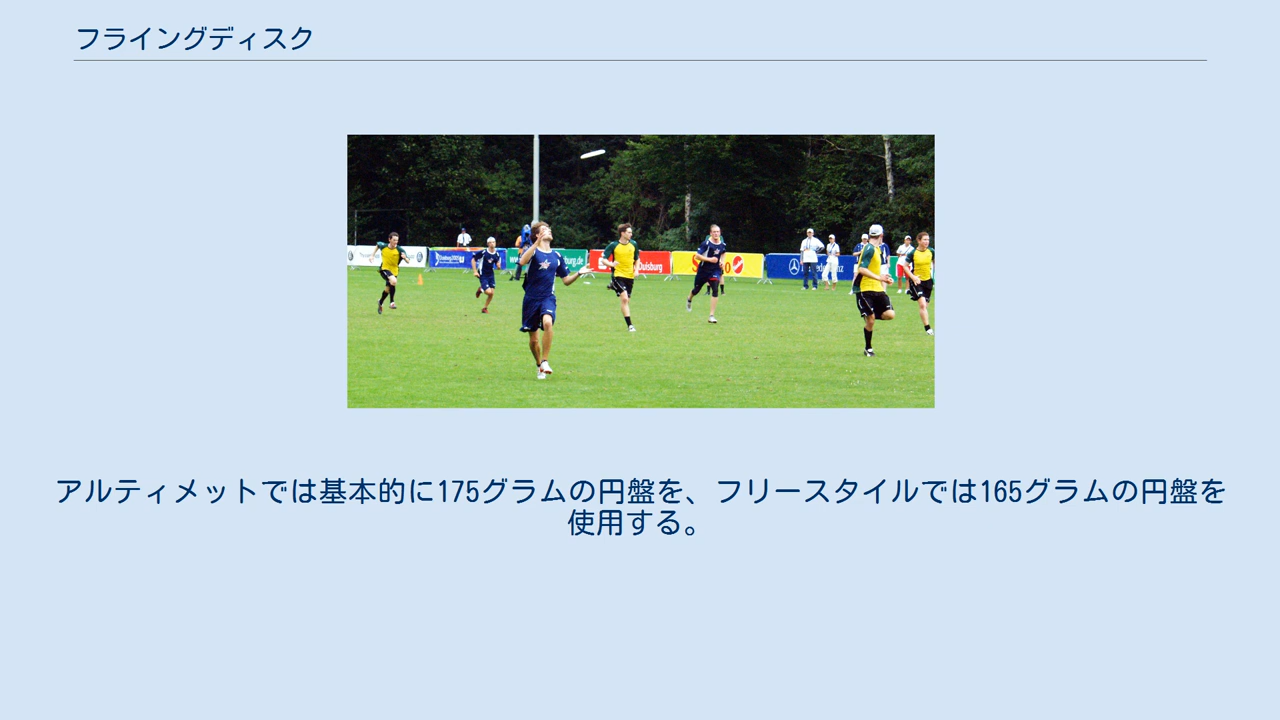 フライングディスク
Duisburg
アルティメットでは基本的に175グラムの円盤を、フリースタイルでは165グラムの円盤を
使用する。